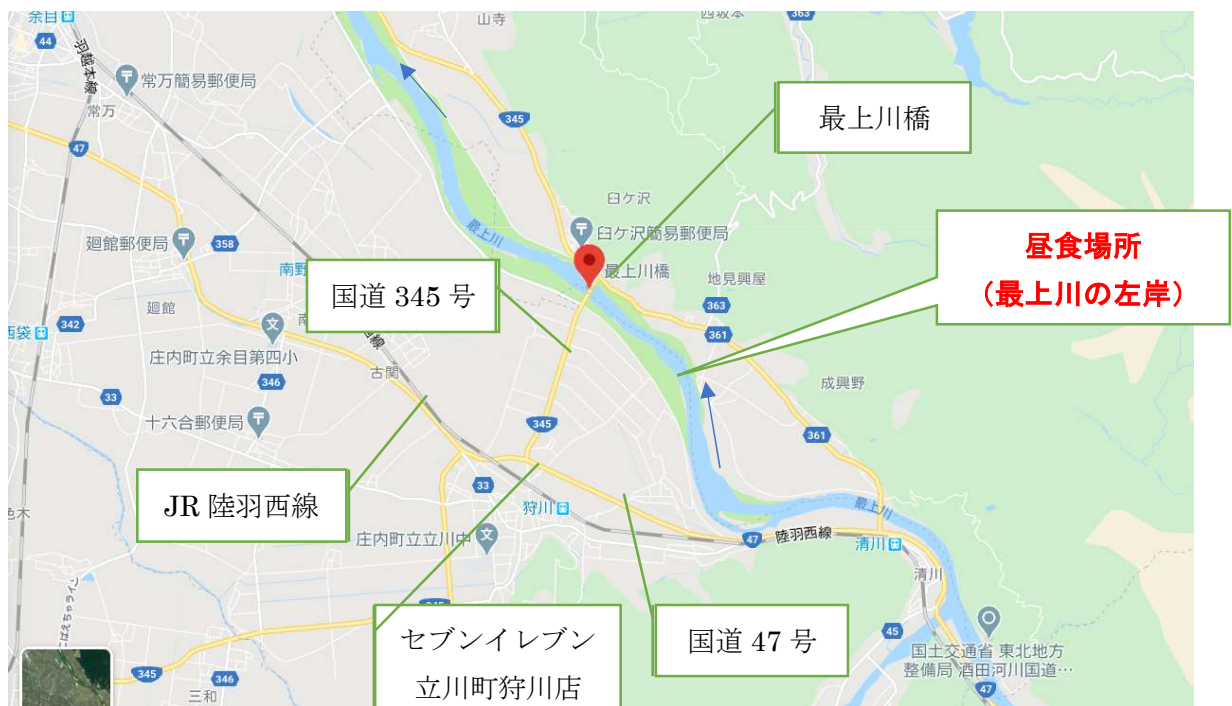 余目
山寺
西坂本
363
44
羽越本線
常万簡易郵便局
常万
345
最上川橋
47
臼ケ沢
最上川
臼ケ沢簡易郵便局
廻館郵便局
358
昼食場所
(最上川の左岸)
南野
最上川橋
地見興屋
国道 345 号
363
廻館
342
西袋
361
庄内町立余目第四小
古関
346
成興野
33
十六合郵便局
345
361
JR 陸羽西線
33
狩川
最上川
庄内町立立川中
47
陸羽西線
清川
清川
345
セブンイレブン
立川町狩川店
国道 47 号
45
国土交通省 東北地方
整備局 酒田河川国道…
345
346
三和
47